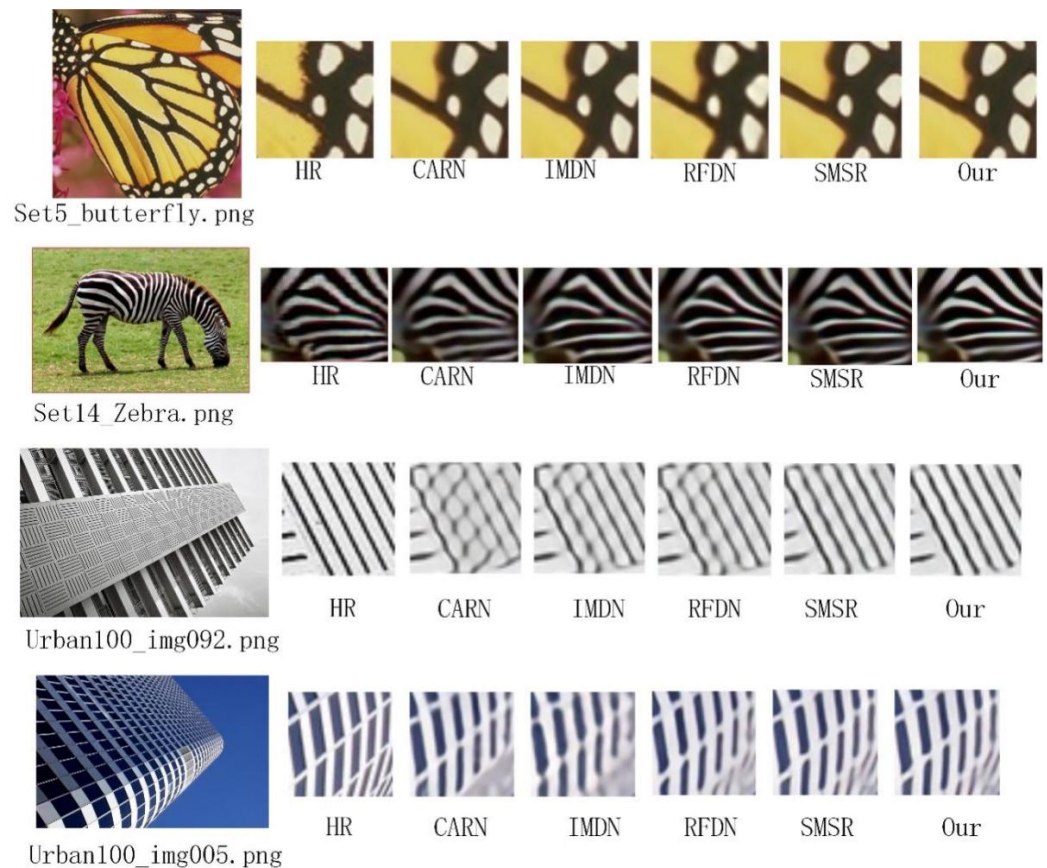 HR CARN IMDN RFDN SMSR Our
Set5_butterfly.png
HR CARN IMDN RFDN SMSR Our
Set14_Zebra.png
HR CARN IMDN RFDN SMSR Our
Urban100_img092.png
HR CARN IMDN RFDN SMSR Our
Urban100_img005.png